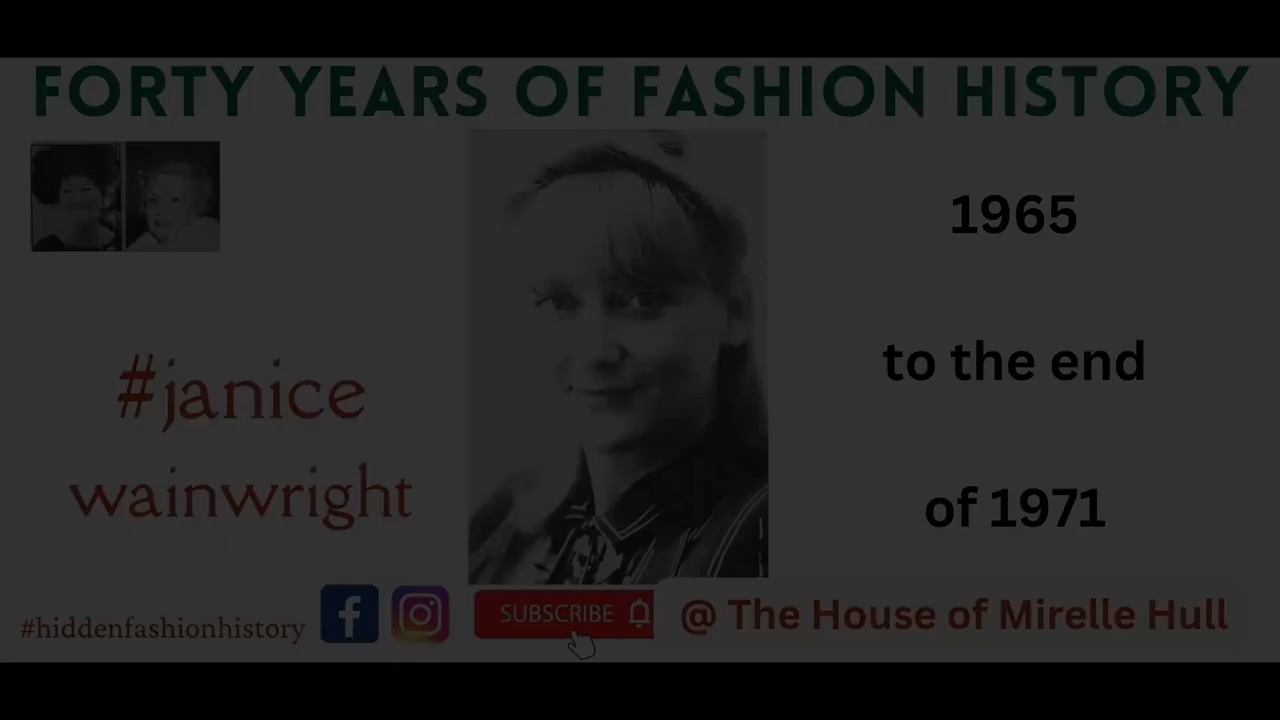 FORTY YEARS OF FASHION HISTORY
1965
to the end
of 1971
#janice
wainwright
#hiddenfashionhistory
SUBSCRIBE
@ The House of Mirelle Hull